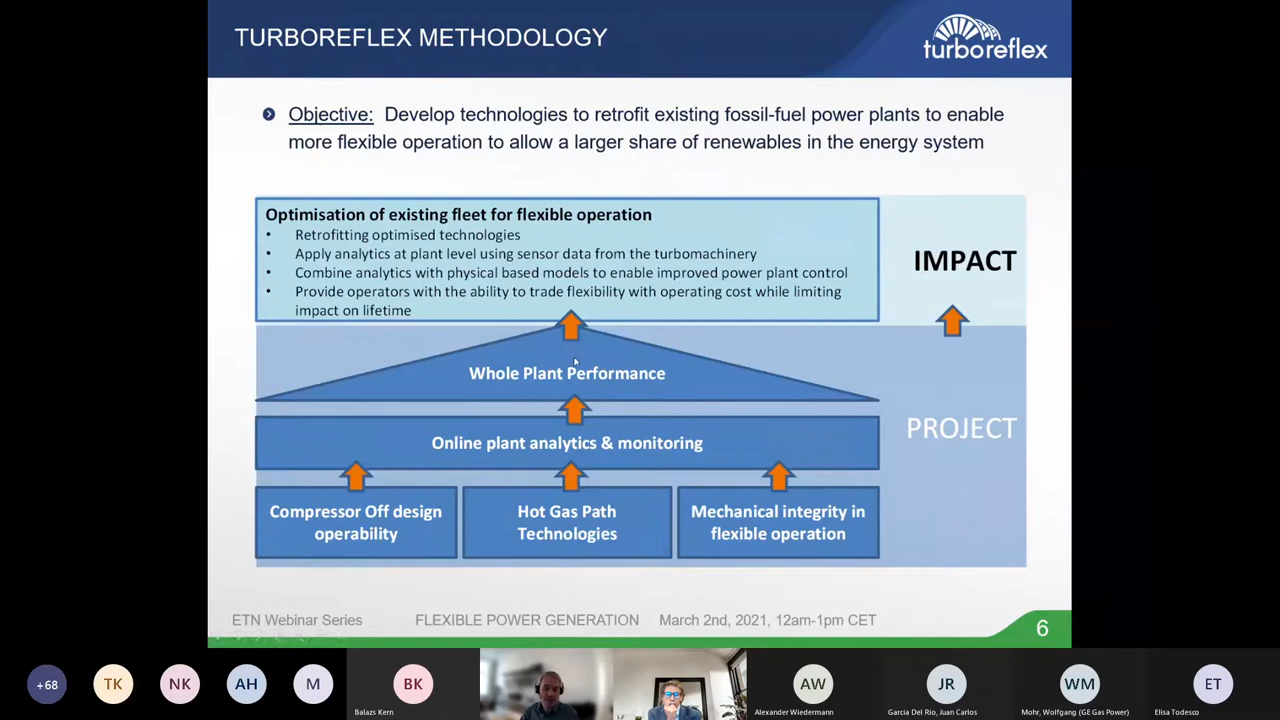 TURBOREFLEX METHODOLOGY
turboreflex
Objective: Develop technologies to retrofit existing fossil-fuel power plants to enable
more flexible operation to allow a larger share of renewables in the energy system
Optimisation of existing fleet for flexible operation
• Retrofitting optimised technologies
• Apply analytics at plant level using sensor data from the turbomachinery
• Combine analytics with physical based models to enable improved power plant control
• Provide operators with the ability to trade flexibility with operating cost while limiting
impact on lifetime
IMPACT
Whole Plant Performance
PROJECT
Online plant analytics & monitoring
Compressor Off design
operability
Hot Gas Path
Technologies
Mechanical integrity in
flexible operation
ETN Webinar Series FLEXIBLE POWER GENERATION March 2nd, 2021, 12am-1pm CET
6
+68
TK
NK
AH
M
BK
AW
JR
WM
ET
Balazs Kern
Alexander Wiedermann
Garcia Del Rio, Juan Carlos
Mohr, Wolfgang (GE Gas Power)
Elisa Todesco